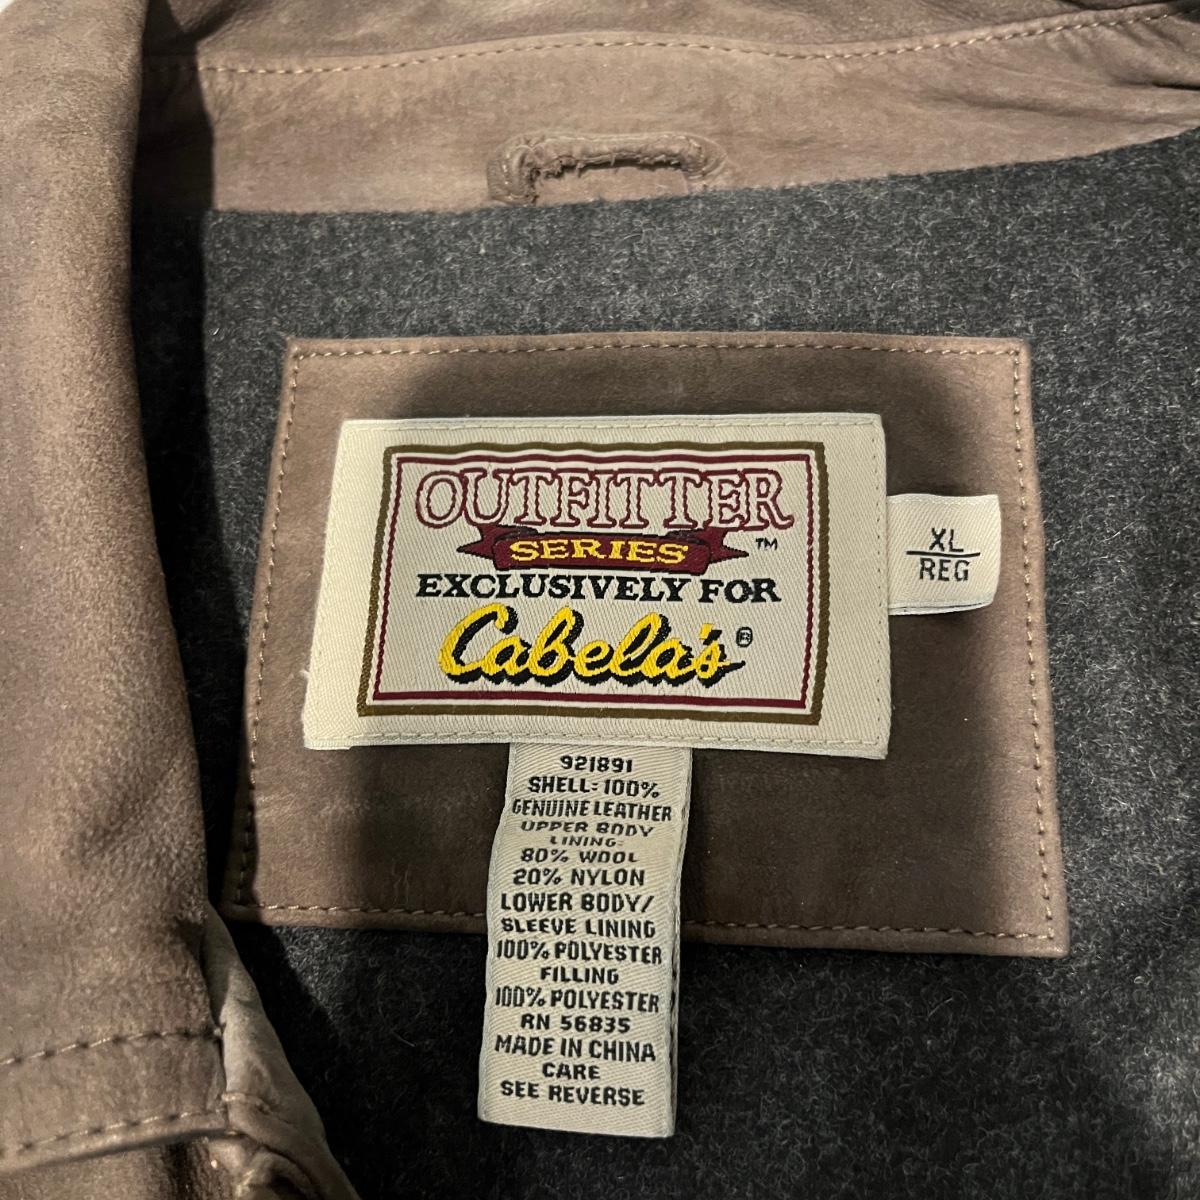 OUTFITTER
SERIES ™
EXCLUSIVELY FOR
Cabela's ®
XL
REG
921891
SHELL: 100%
GENUINE LEATHER
UPPER BODY
LINING:
80% WOOL
20% NYLON
LOWER BODY/
SLEEVE LINING
100% POLYESTER
FILLING
100% POLYESTER
RN 56835
MADE IN CHINA
CARE
SEE REVERSE